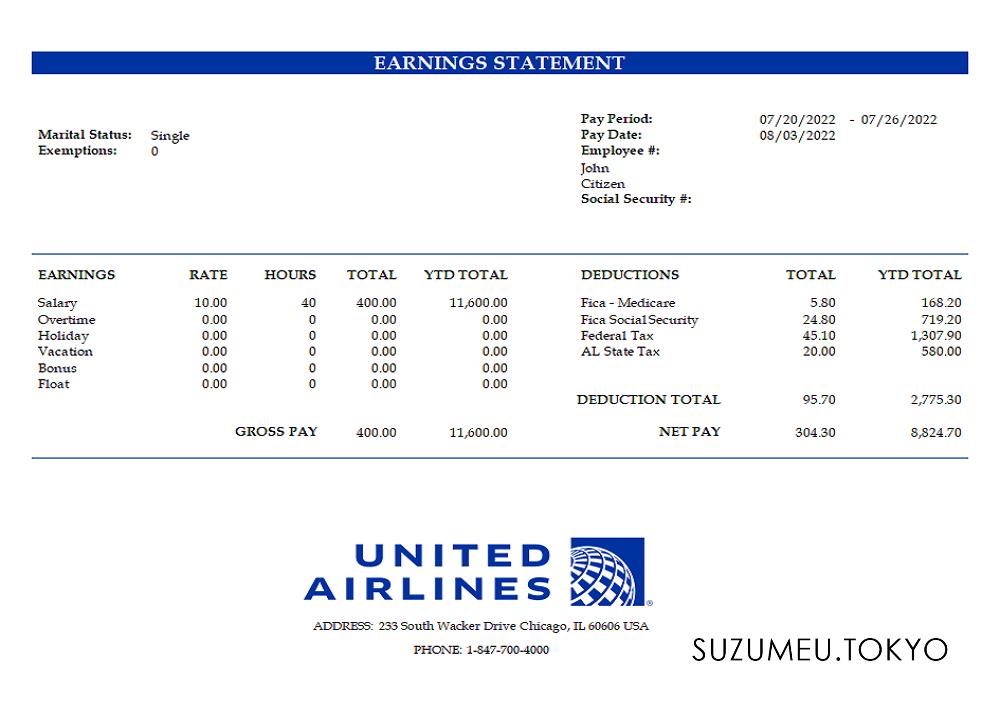 EARNINGS STATEMENT
Pay Period: 07/20/2022 - 07/26/2022
Marital Status: Single Pay Date: 08/03/2022
Exemptions: 0 Employee #:
John
Citizen
Social Security #:
EARNINGS RATE HOURS TOTAL YTD TOTAL DEDUCTIONS TOTAL YTD TOTAL
Salary 10.00 40 400.00 11,600.00 Fica - Medicare 5.80 168.20
Overtime 0.00 0 0.00 0.00 Fica Social Security 24.80 719.20
Holiday 0.00 0 0.00 0.00 Federal Tax 45.10 1,307.90
Vacation 0.00 0 0.00 0.00 AL State Tax 20.00 580.00
Bonus 0.00 0 0.00 0.00
Float 0.00 0 0.00 0.00
DEDUCTION TOTAL 95.70 2,775.30
GROSS PAY 400.00 11,600.00 NET PAY 304.30 8,824.70
UNITED
AIRLINES ®
ADDRESS: 233 South Wacker Drive Chicago, IL 60606 USA
PHONE: 1-847-700-4000
SUZUMEU.TOKYO